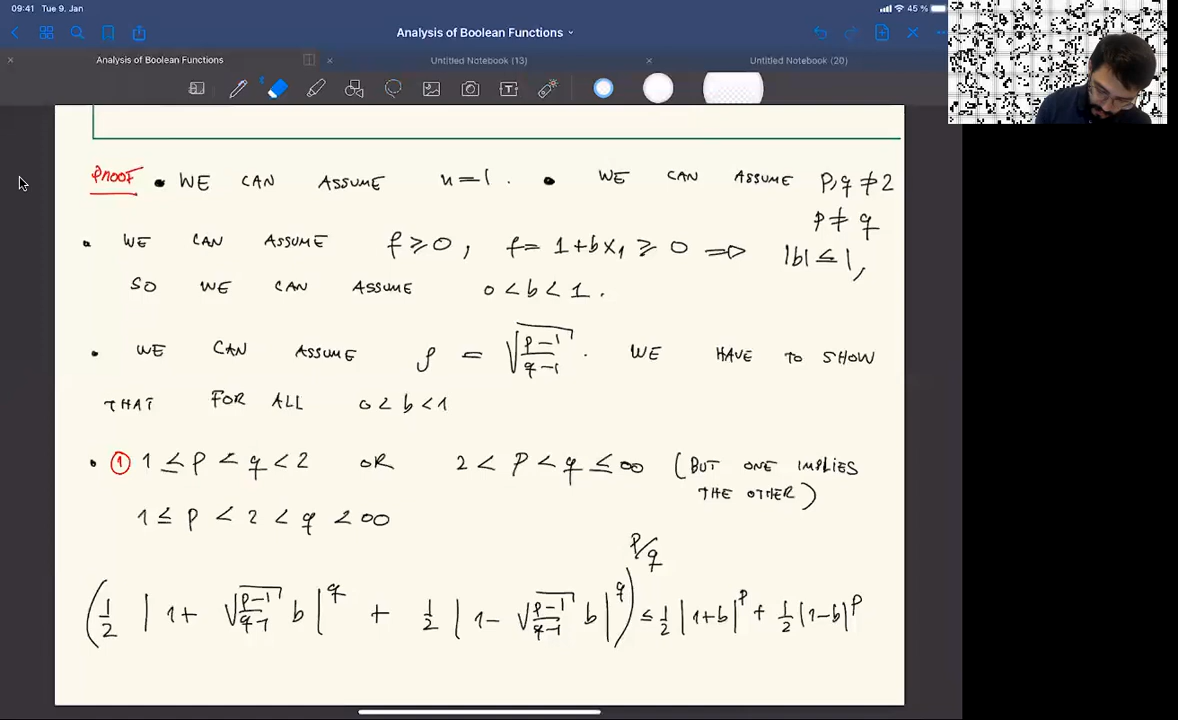 09:41 Tue 9. Jan
45 %
Analysis of Boolean Functions
Analysis of Boolean Functions
Untitled Notebook (13)
Untitled Notebook (20)
PROOF • WE CAN ASSUME n=1. • WE CAN ASSUME p,q ≠ 2
p ≠ q
• WE CAN ASSUME f ≥ 0, f = 1+bx₁ ≥ 0 ⇒ |b| ≤ 1,
SO WE CAN ASSUME 0 < b < 1.
• WE CAN ASSUME ρ = √((p-1)/(q-1)). WE HAVE TO SHOW
THAT FOR ALL 0 < b < 1
• ① 1 ≤ p < q < 2 OR 2 < p < q ≤ ∞ (BUT ONE IMPLIES
THE OTHER)
1 ≤ p < 2 < q < ∞
(1/2 |1+ √((p-1)/(q-1)) b|^q + 1/2 |1- √((p-1)/(q-1)) b|^q)^(p/q) ≤ 1/2 |1+b|^p + 1/2 |1-b|^p